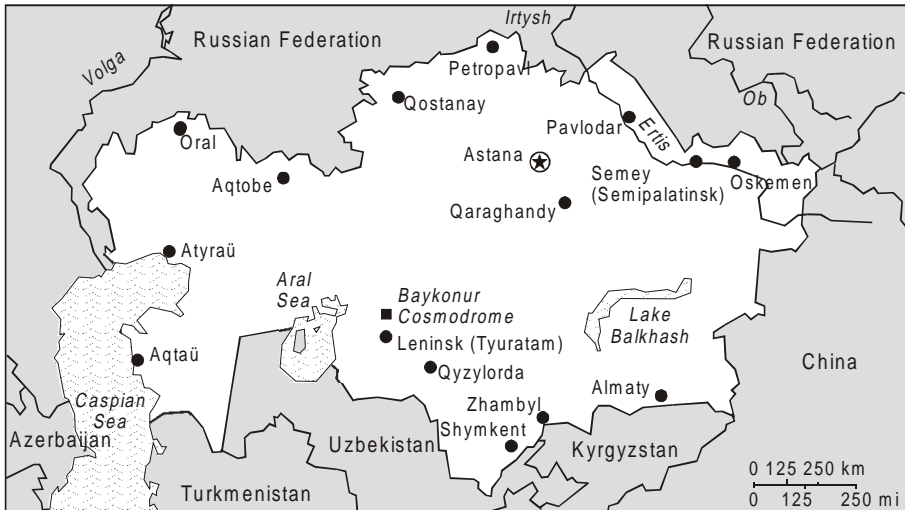 Irtysh
Russian Federation
Russian Federation
Volga
Petropavl
Qostanay
Ob
Pavlodar
Ertis
Oral
Astana
Semey
(Semipalatinsk)
Oskemen
Aqtobe
Qaraghandy
Atyraü
Aral
Sea
Baykonur
Cosmodrome
Lake
Balkhash
Leninsk (Tyuratam)
Aqtaü
China
Qyzylorda
Almaty
Caspian
Sea
Zhambyl
Azerbaijan
Uzbekistan
Shymkent
Kyrgyzstan
0 125 250 km
Turkmenistan
0 125 250 mi